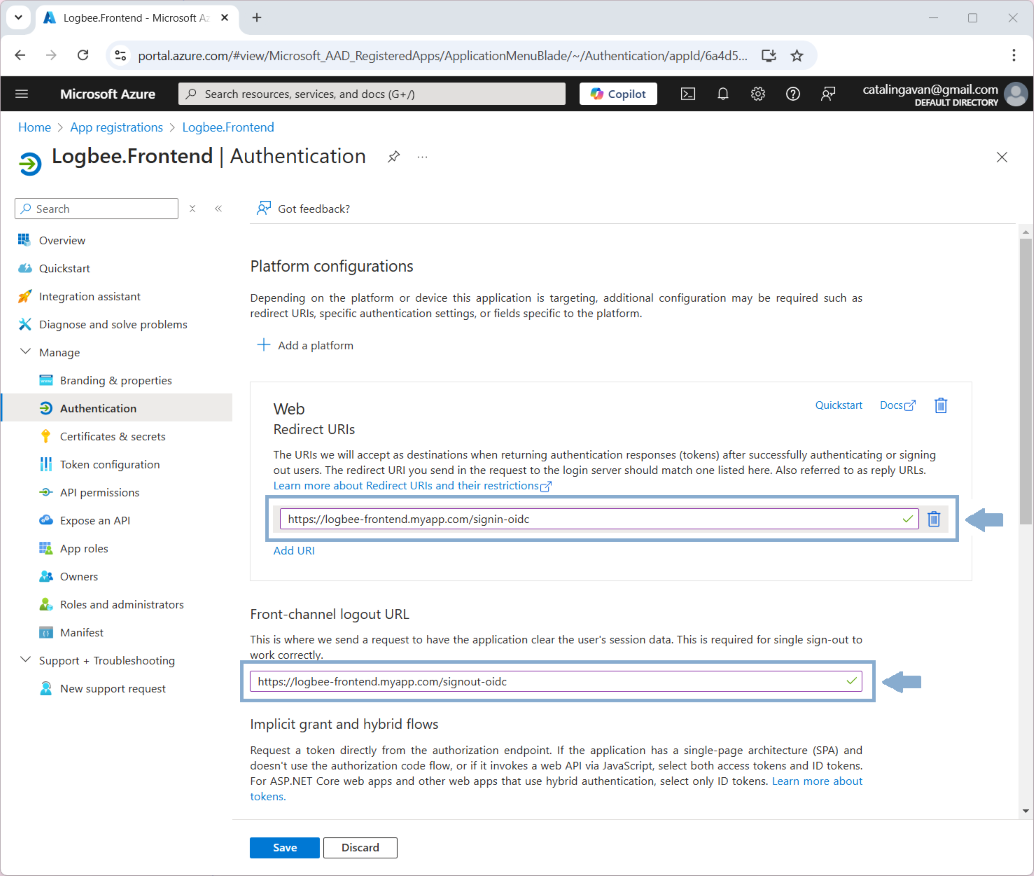 Logbee.Frontend - Microsoft Az
portal.azure.com/#view/Microsoft_AAD_RegisteredApps/ApplicationMenuBlade/~/Authentication/appId/6a4d5...
Microsoft Azure
Search resources, services, and docs (G+/)
Copilot
catalingavan@gmail.com
DEFAULT DIRECTORY
Home > App registrations > Logbee.Frontend
Logbee.Frontend | Authentication
Search
Got feedback?
Overview
Quickstart
Integration assistant
Diagnose and solve problems
Manage
Branding & properties
Authentication
Certificates & secrets
Token configuration
API permissions
Expose an API
App roles
Owners
Roles and administrators
Manifest
Support + Troubleshooting
New support request
Platform configurations
Depending on the platform or device this application is targeting, additional configuration may be required such as
redirect URIs, specific authentication settings, or fields specific to the platform.
Add a platform
Web
Quickstart
Docs
Redirect URIs
The URIs we will accept as destinations when returning authentication responses (tokens) after successfully authenticating or signing
out users. The redirect URI you send in the request to the login server should match one listed here. Also referred to as reply URLs.
Learn more about Redirect URIs and their restrictions
https://logbee-frontend.myapp.com/signin-oidc
Add URI
Front-channel logout URL
This is where we send a request to have the application clear the user's session data. This is required for single sign-out to
work correctly.
https://logbee-frontend.myapp.com/signout-oidc
Implicit grant and hybrid flows
Request a token directly from the authorization endpoint. If the application has a single-page architecture (SPA) and
doesn't use the authorization code flow, or if it invokes a web API via JavaScript, select both access tokens and ID tokens.
For ASP.NET Core web apps and other web apps that use hybrid authentication, select only ID tokens. Learn more about
tokens.
Save
Discard